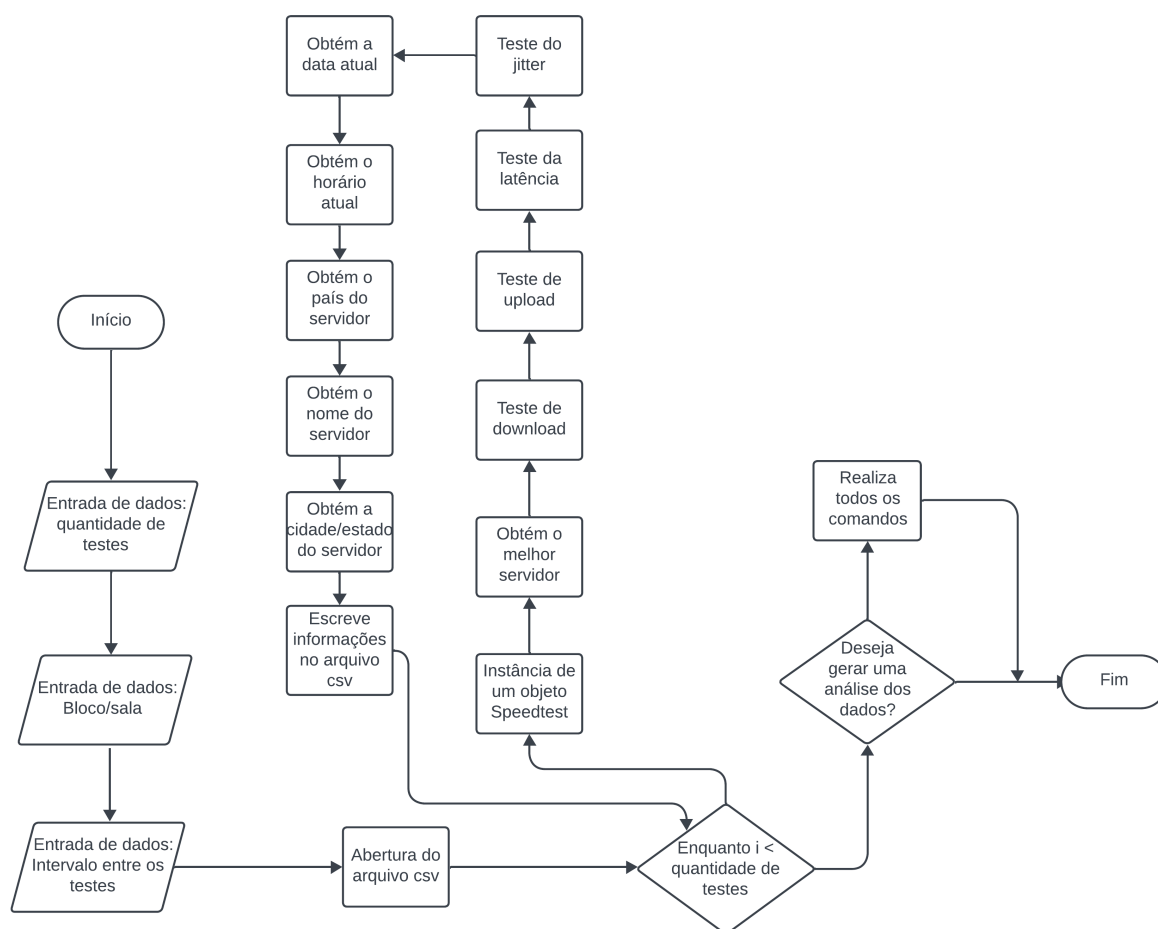 Início
Entrada de dados:
quantidade de
testes
Entrada de dados:
Bloco/sala
Entrada de dados:
Intervalo entre os
testes
Abertura do
arquivo csv
Enquanto i <
quantidade de
testes
Instância de
um objeto
Speedtest
Obtém o
melhor
servidor
Teste de
download
Teste de
upload
Teste da
latência
Teste do
jitter
Obtém a
data atual
Obtém o
horário
atual
Obtém o
país do
servidor
Obtém o
nome do
servidor
Obtém a
cidade/estado
do servidor
Escreve
informações
no arquivo
csv
Deseja
gerar uma
análise dos
dados?
Realiza
todos os
comandos
Fim